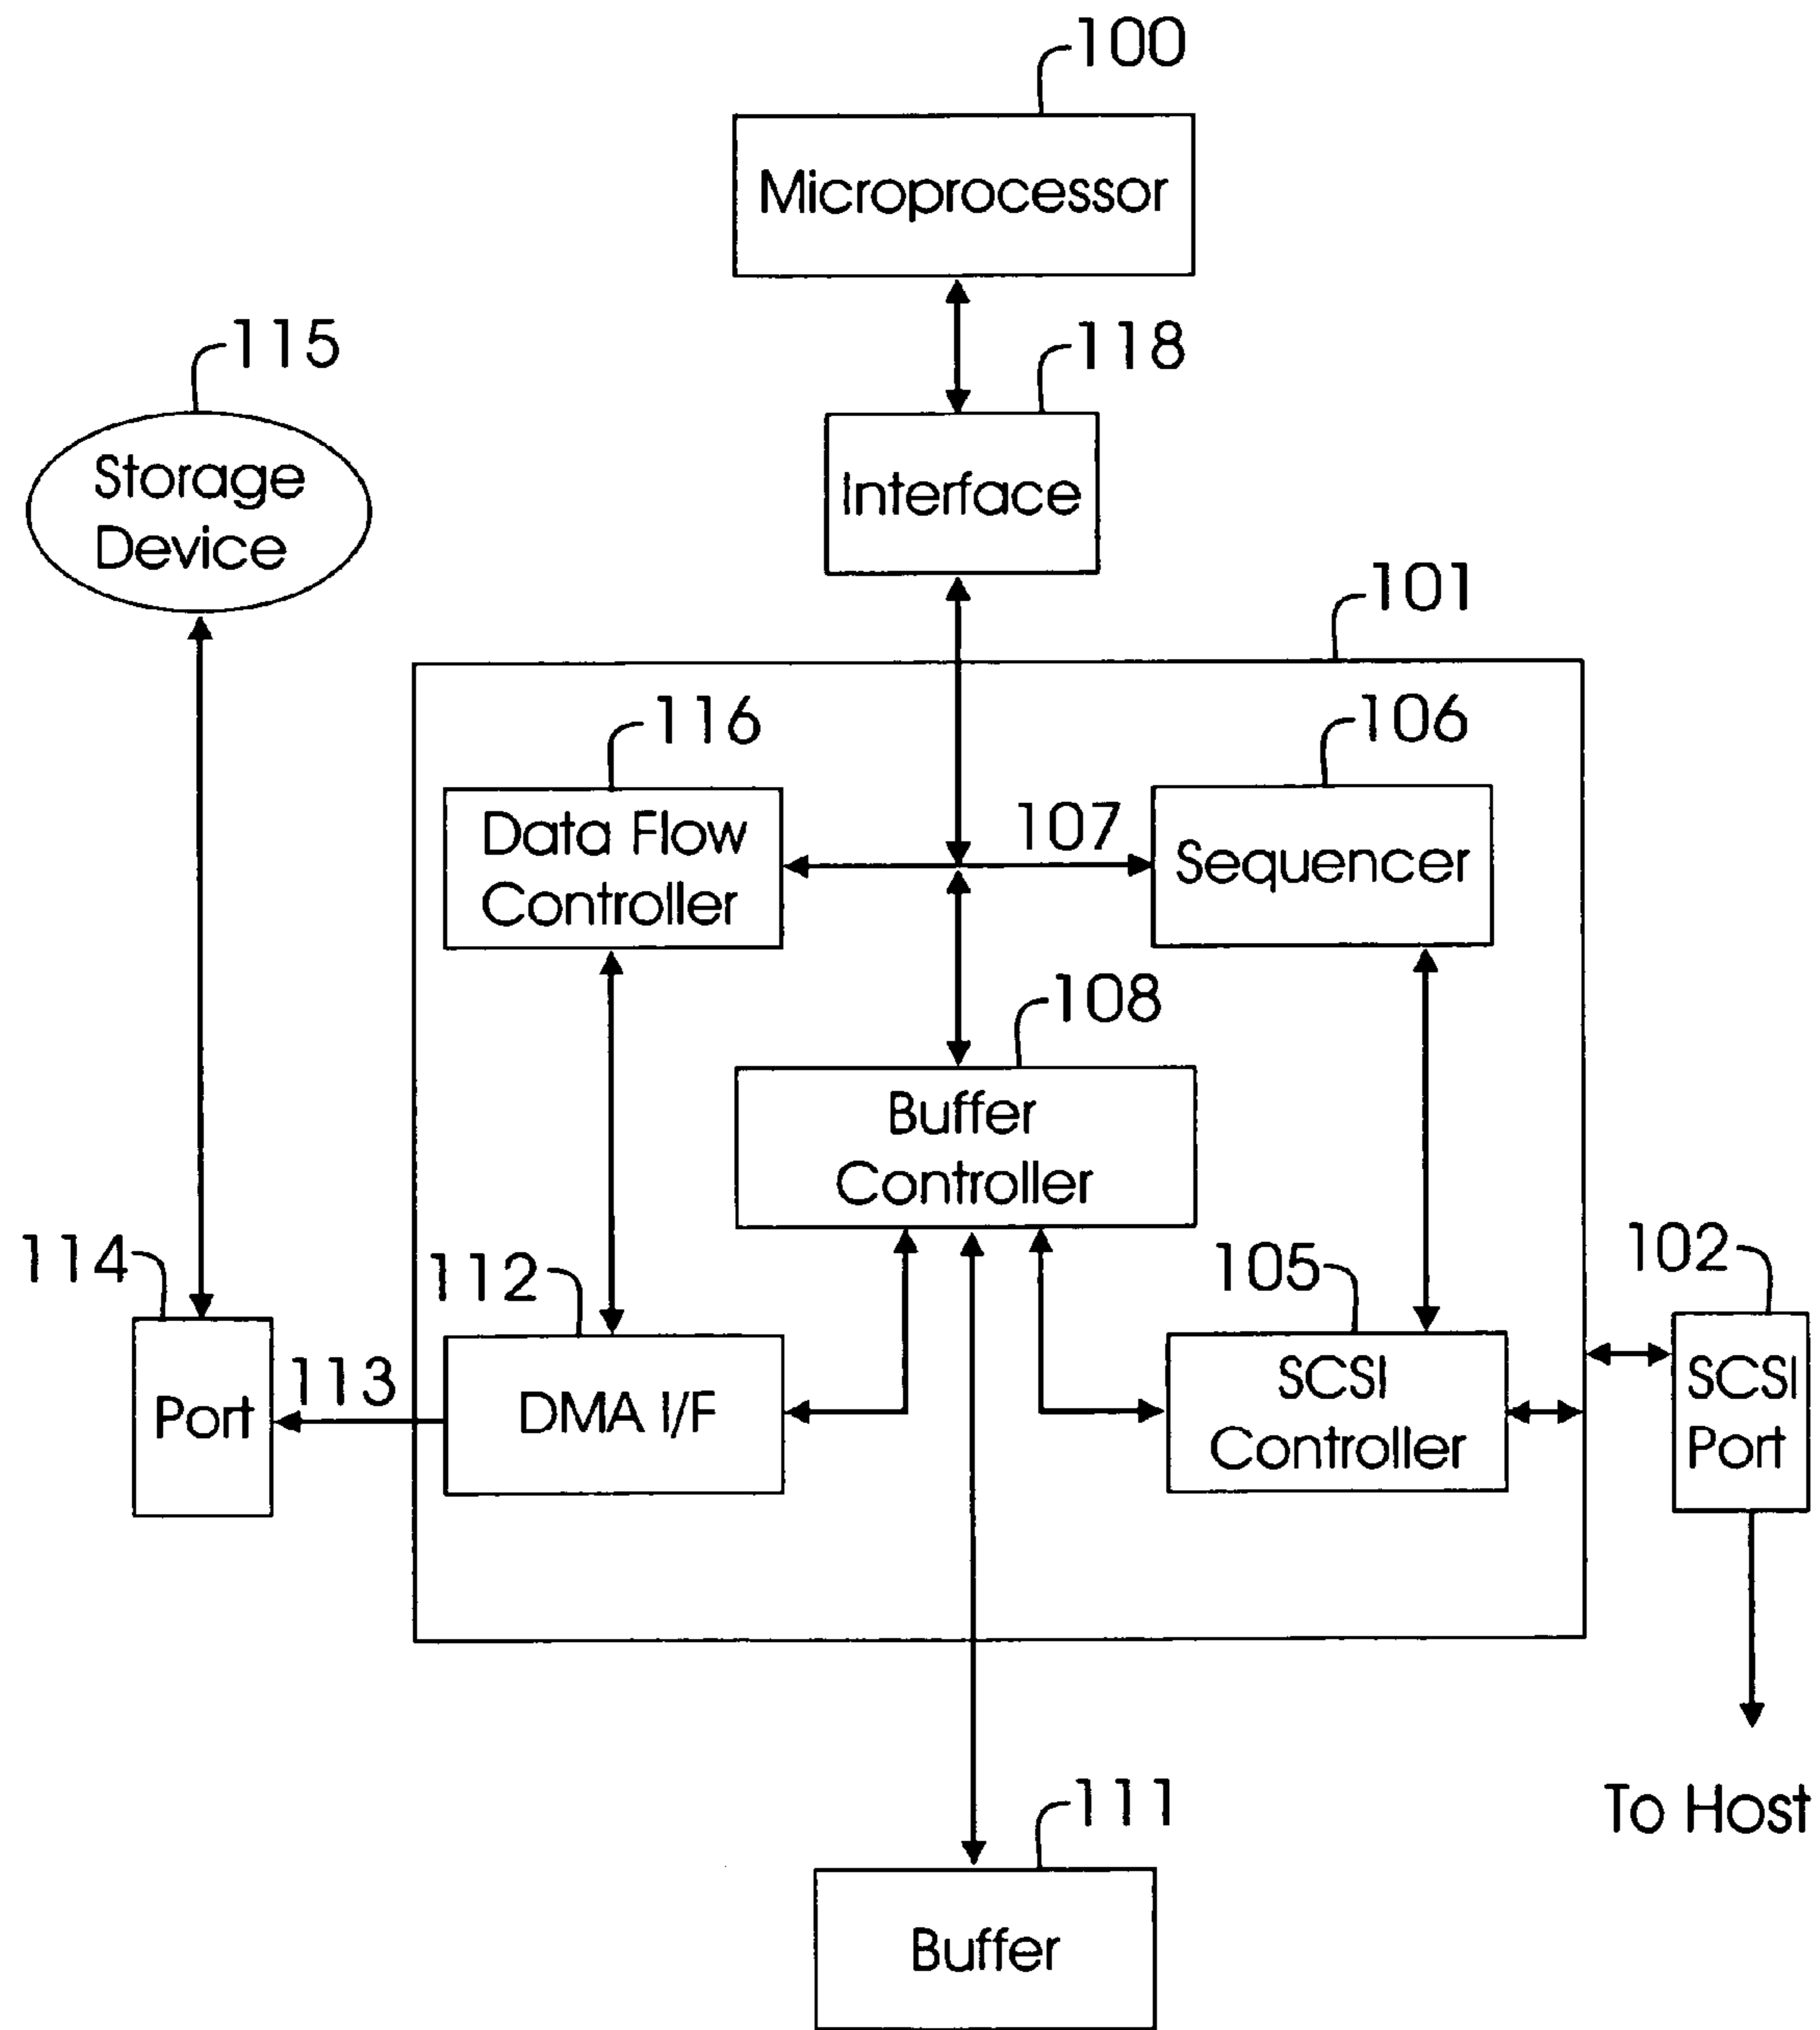 100
Microprocessor
118
Interface
115
Storage
Device
101
116
Data Flow
Controller
107
106
Sequencer
108
Buffer
Controller
114
Port
113
112
DMA I/F
105
SCSI
Controller
102
SCSI
Port
To Host
111
Buffer